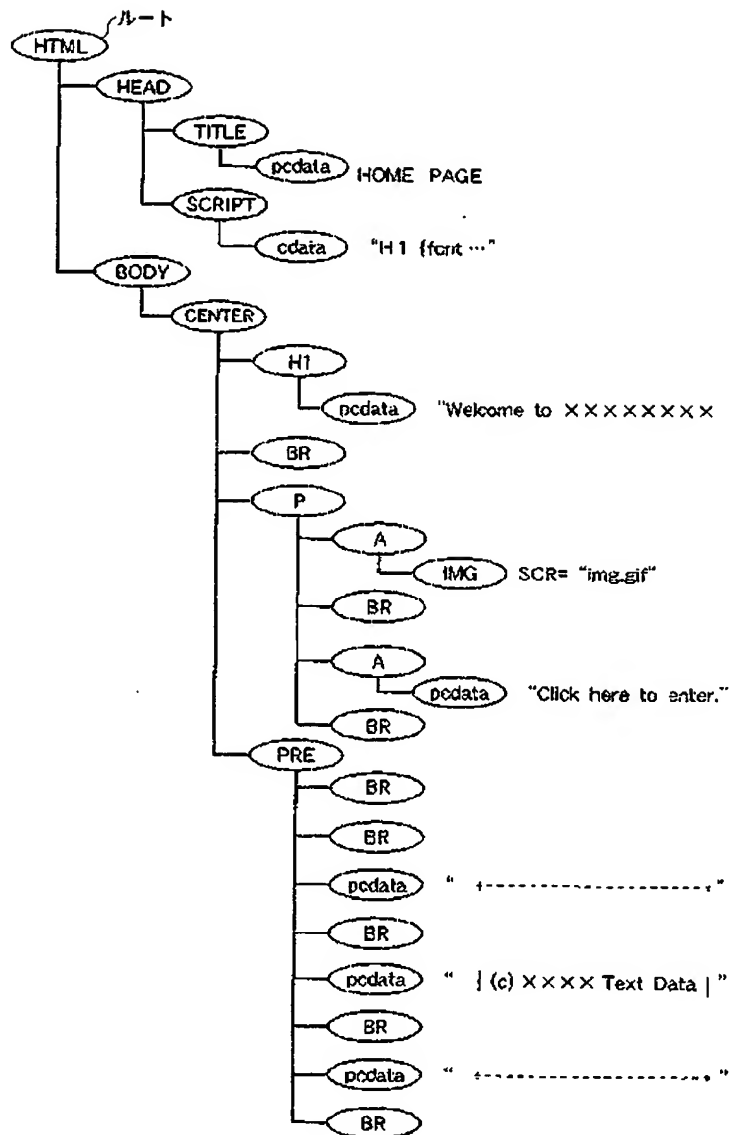 ルート
HTML
HEAD
TITLE
pcdata HOME PAGE
SCRIPT
cdata "H1 {font …"
BODY
CENTER
H1
pcdata "Welcome to ××××××××
BR
P
A
IMG SCR= "img.gif"
BR
A
pcdata "Click here to enter."
BR
PRE
BR
BR
pcdata " +----------------------+"
BR
pcdata " | (c) ×××× Text Data | "
BR
pcdata " +----------------------+ "
BR